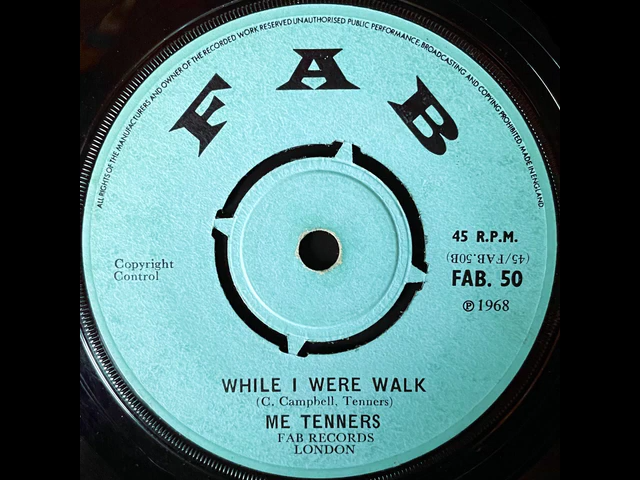 ALL RIGHTS OF THE MANUFACTURERS AND OWNER OF THE RECORDED WORK RESERVED UNAUTHORISED PUBLIC PERFORMANCE, BROADCASTING AND COPYING PROHIBITED. MADE IN ENGLAND
FAB
Copyright
Control
45 R.P.M.
(45/FAB.50B)
FAB. 50
℗ 1968
WHILE I WERE WALK
(C. Campbell, Tenners)
ME TENNERS
FAB RECORDS
LONDON